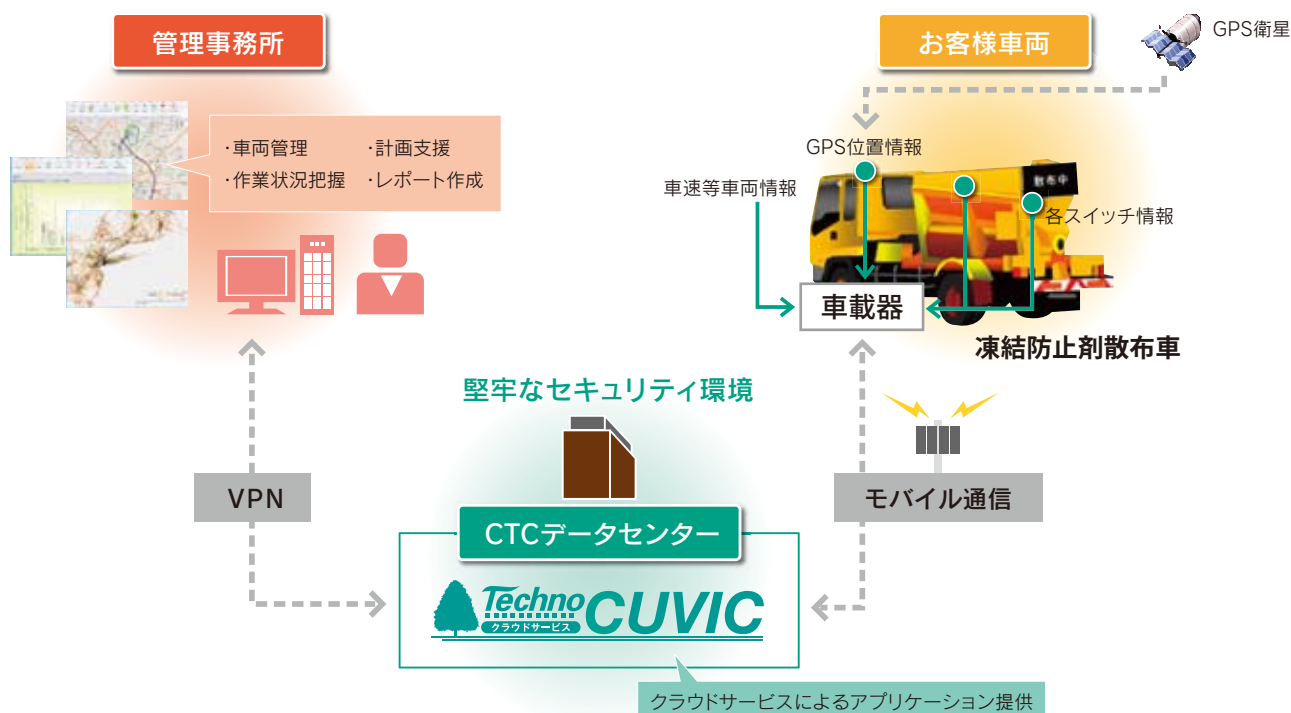 管理事務所
お客様車両
GPS衛星
・車両管理
・計画支援
・作業状況把握
・レポート作成
GPS位置情報
車速等車両情報
散布中
各スイッチ情報
車載器
凍結防止剤散布車
堅牢なセキュリティ環境
VPN
モバイル通信
CTCデータセンター
Techno
クラウドサービス
CUVIC
クラウドサービスによるアプリケーション提供